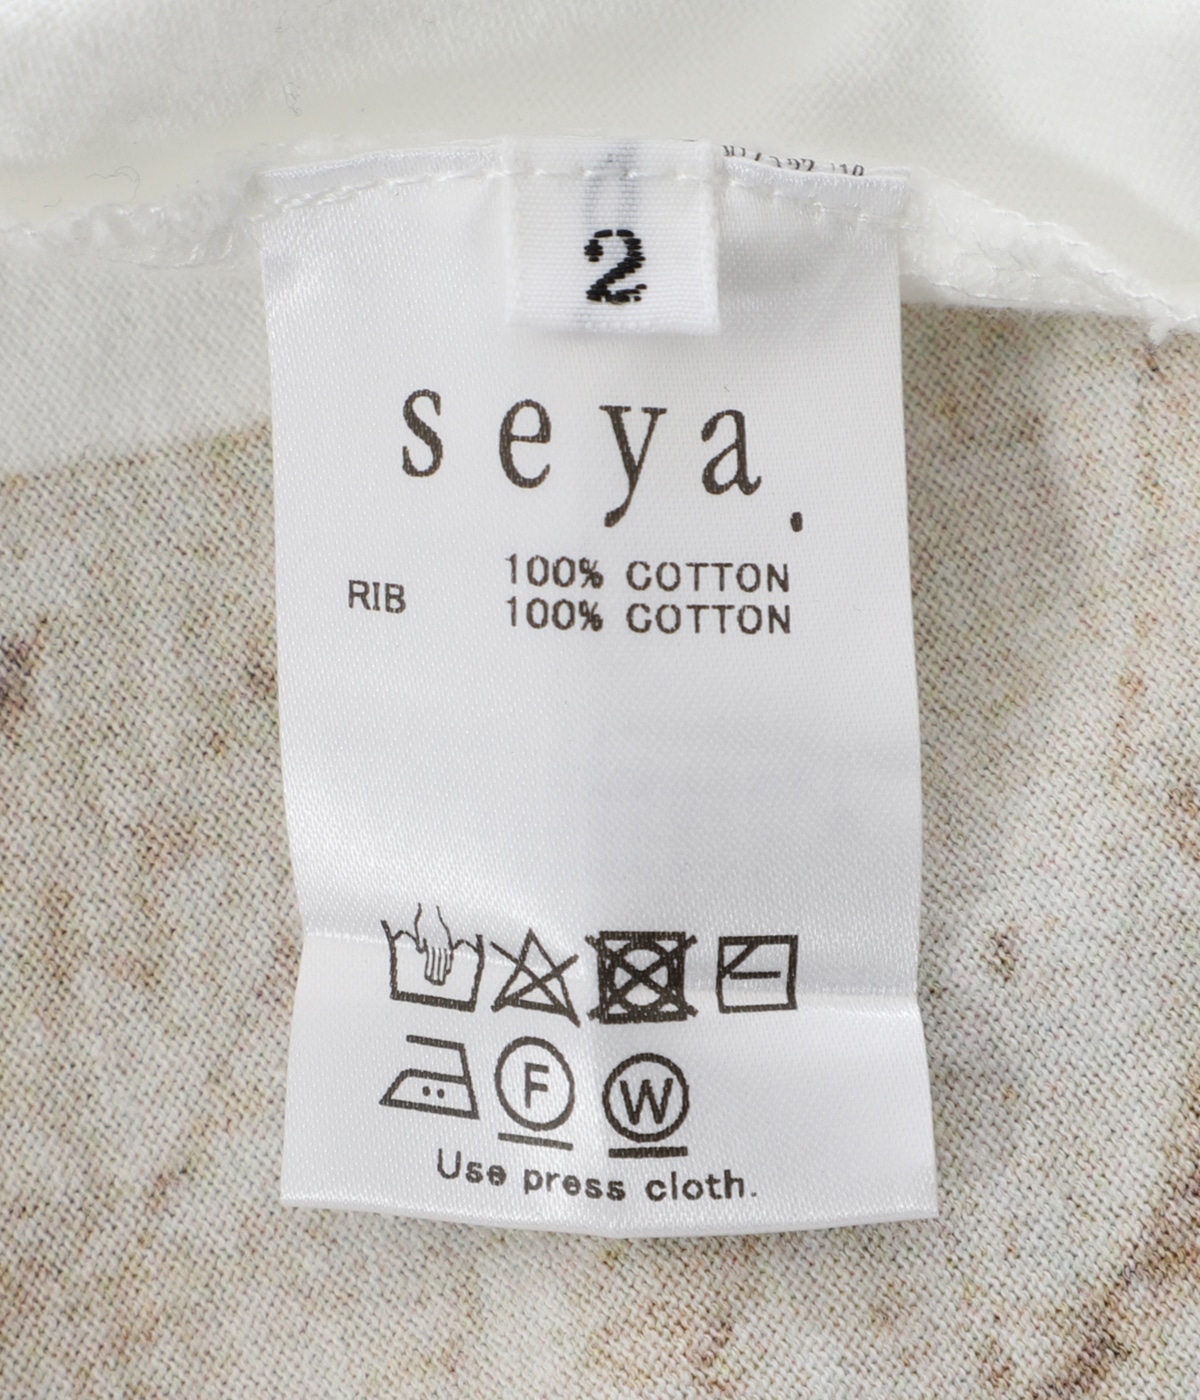 2
seya.
100% COTTON
RIB 100% COTTON
F W
Use press cloth.